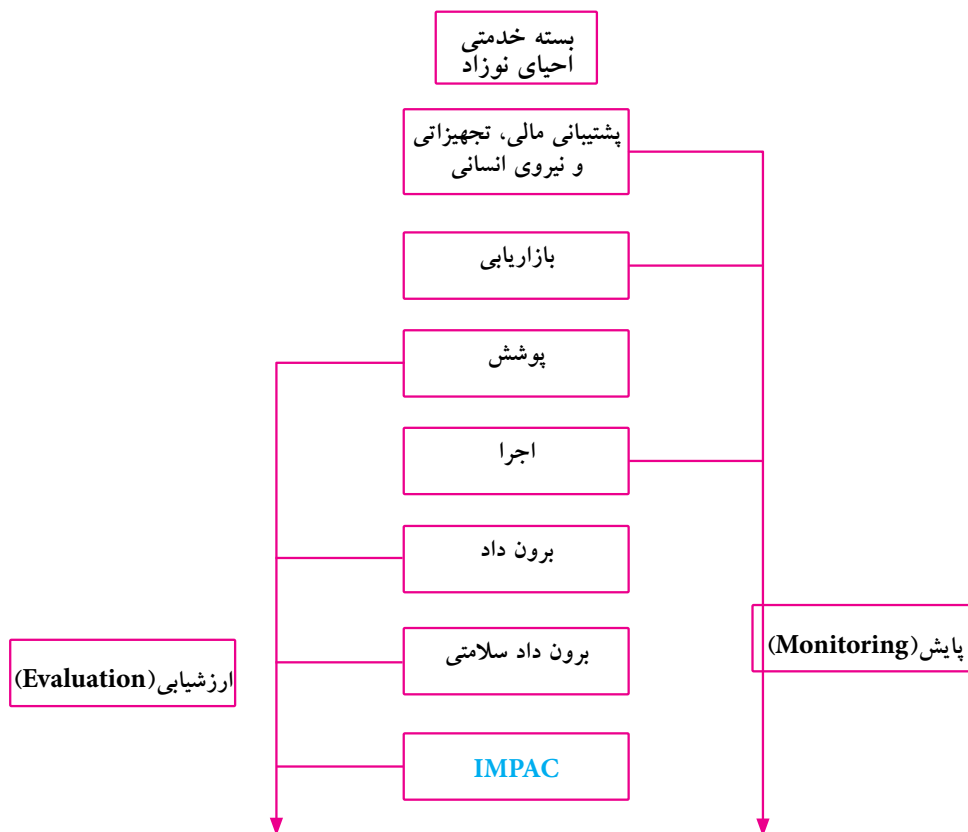 بسته خدمتی
احیای نوزاد
پشتیبانی مالی، تجهیزاتی
و نیروی انسانی
بازاریابی
پوشش
اجرا
برون داد
برون داد سلامتی
پایش(Monitoring)
ارزشیابی(Evaluation)
IMPAC